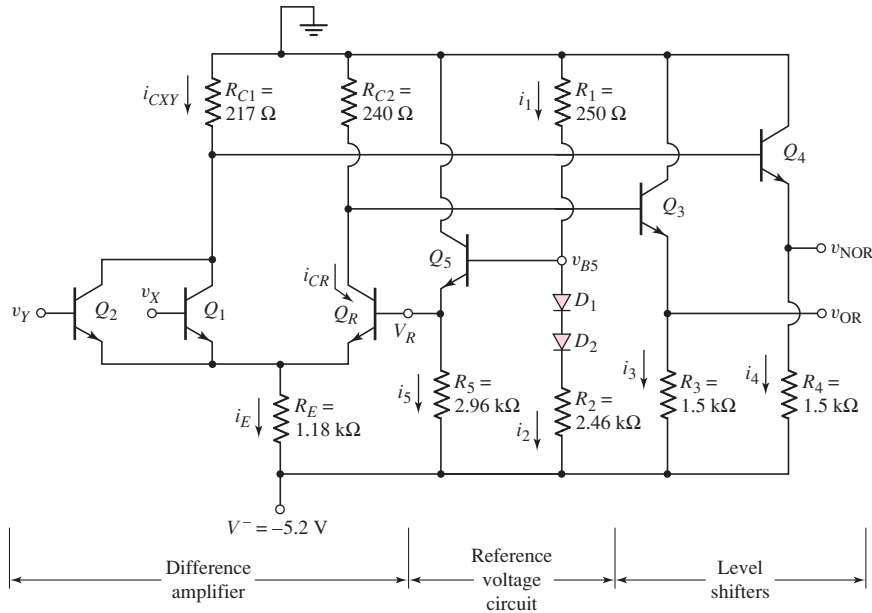 i_CXY
R_C1 =
217 Ω
R_C2 =
240 Ω
i_1
R_1 =
250 Ω
Q_4
Q_3
v_NOR
i_CR
Q_5
v_B5
v_Y
Q_2
v_X
Q_1
Q_R
V_R
D_1
D_2
v_OR
i_E
R_E =
1.18 kΩ
i_5
R_5 =
2.96 kΩ
i_2
R_2 =
2.46 kΩ
i_3
R_3 =
1.5 kΩ
i_4
R_4 =
1.5 kΩ
V⁻ = –5.2 V
Difference
amplifier
Reference
voltage
circuit
Level
shifters